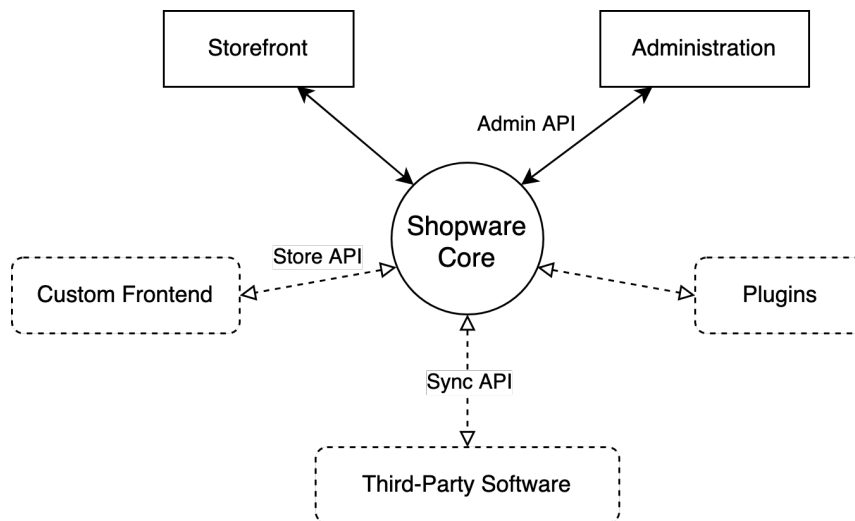 Storefront
Administration
Admin API
Shopware
Core
Store API
Custom Frontend
Plugins
Sync API
Third-Party Software